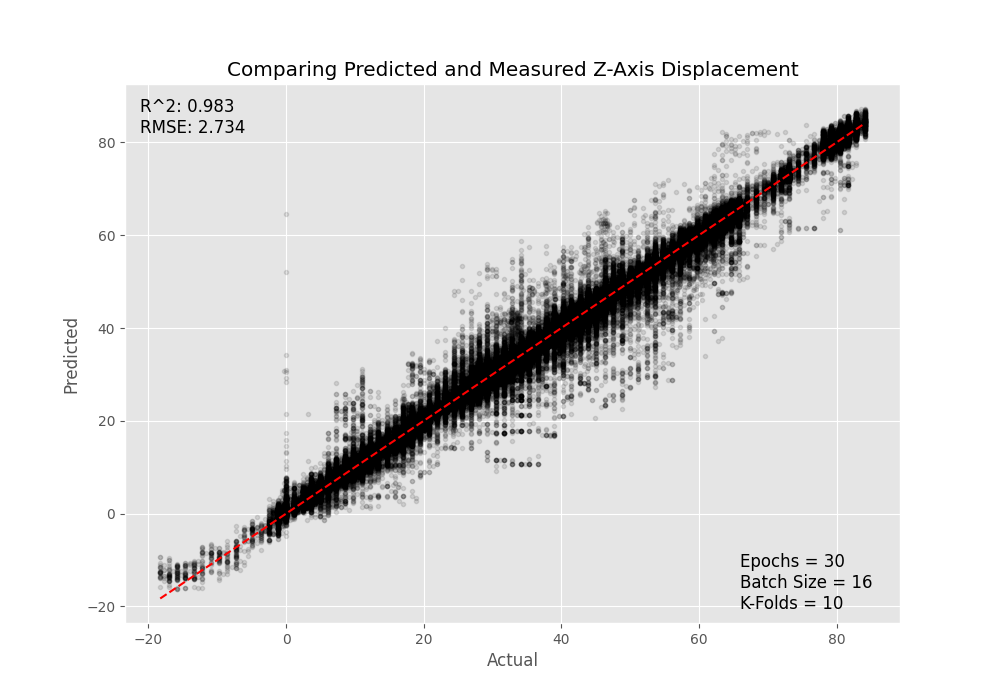 Comparing Predicted and Measured Z-Axis Displacement
R^2: 0.983
RMSE: 2.734
80
60
40
20
0
−20
Predicted
Epochs = 30
Batch Size = 16
K-Folds = 10
−20 0 20 40 60 80
Actual